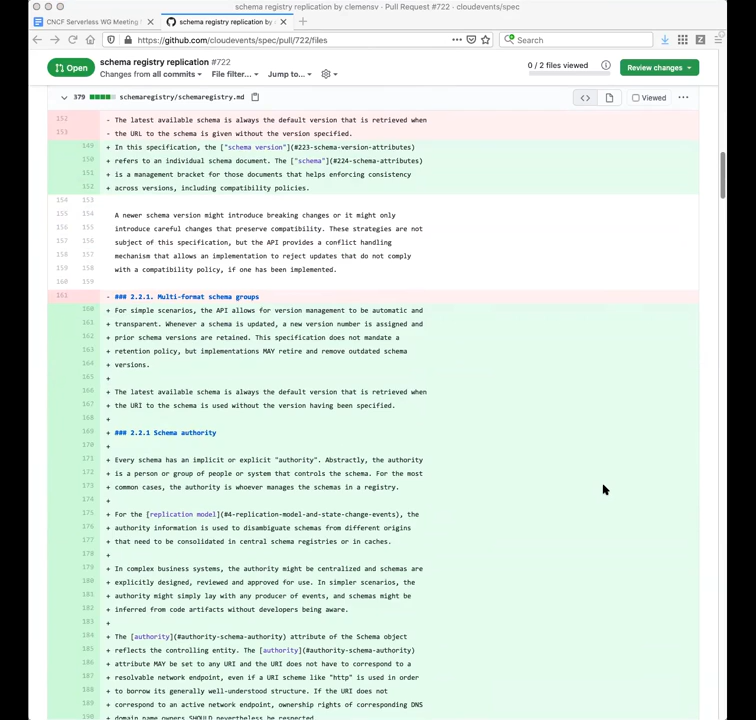 schema registry replication by clemensv · Pull Request #722 · cloudevents/spec
CNCF Serverless WG Meeting
schema registry replication by
https://github.com/cloudevents/spec/pull/722/files
Search
Open
schema registry replication #722
Changes from all commits
File filter...
Jump to...
0 / 2 files viewed
Review changes
379 schemaregistry/schemaregistry.md
Viewed
152 - The latest available schema is always the default version that is retrieved when
153 - the URL to the schema is given without the version specified.
149 + In this specification, the ["schema version"](#223-schema-version-attributes)
150 + refers to an individual schema document. The ["schema"](#224-schema-attributes)
151 + is a management bracket for those documents that helps enforcing consistency
152 + across versions, including compatibility policies.
154 153
155 154 A newer schema version might introduce breaking changes or it might only
156 155 introduce careful changes that preserve compatibility. These strategies are not
157 156 subject of this specification, but the API provides a conflict handling
158 157 mechanism that allows an implementation to reject updates that do not comply
159 158 with a compatibility policy, if one has been implemented.
160 159
161 - ### 2.2.1. Multi-format schema groups
160 + For simple scenarios, the API allows for version management to be automatic and
161 + transparent. Whenever a schema is updated, a new version number is assigned and
162 + prior schema versions are retained. This specification does not mandate a
163 + retention policy, but implementations MAY retire and remove outdated schema
164 + versions.
165 +
166 + The latest available schema is always the default version that is retrieved when
167 + the URI to the schema is used without the version having been specified.
168 +
169 + ### 2.2.1 Schema authority
170 +
171 + Every schema has an implicit or explicit "authority". Abstractly, the authority
172 + is a person or group of people or system that controls the schema. For the most
173 + common cases, the authority is whoever manages the schemas in a registry.
174 +
175 + For the [replication model](#4-replication-model-and-state-change-events), the
176 + authority information is used to disambiguate schemas from different origins
177 + that need to be consolidated in central schema registries or in caches.
178 +
179 + In complex business systems, the authority might be centralized and schemas are
180 + explicitly designed, reviewed and approved for use. In simpler scenarios, the
181 + authority might simply lay with any producer of events, and schemas might be
182 + inferred from code artifacts without developers being aware.
183 +
184 + The [authority](#authority-schema-authority) attribute of the Schema object
185 + reflects the controlling entity. The [authority](#authority-schema-authority)
186 + attribute MAY be set to any URI and the URI does not have to correspond to a
187 + resolvable network endpoint, even if a URI scheme like "http" is used in order
188 + to borrow its generally well-understood structure. If the URI does not
189 + correspond to an active network endpoint, ownership rights of corresponding DNS
190 + domain name owners SHOULD nevertheless be respected.